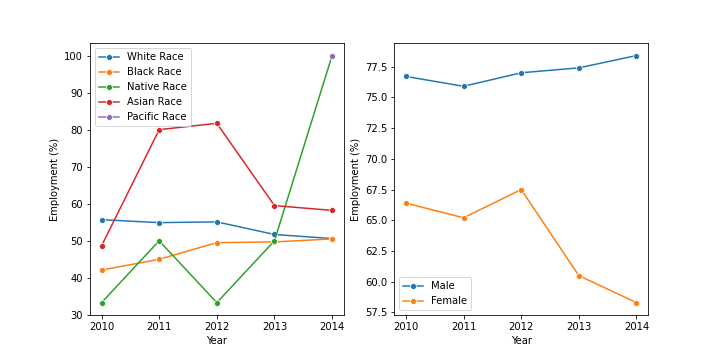 100
90
80
70
60
50
40
30
Employment (%)
2010 2011 2012 2013 2014
Year
White Race
Black Race
Native Race
Asian Race
Pacific Race
77.5
75.0
72.5
70.0
67.5
65.0
62.5
60.0
57.5
Employment (%)
2010 2011 2012 2013 2014
Year
Male
Female